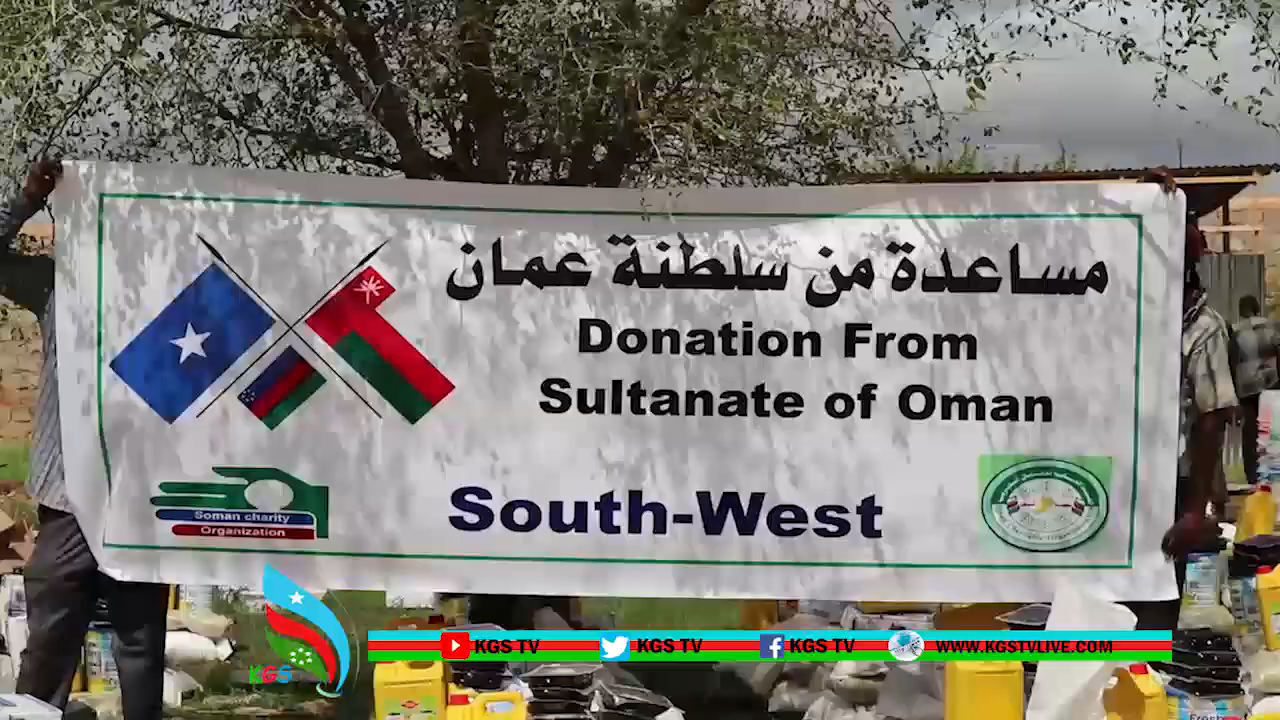 مساعدة من سلطنة عمان
Donation From
Sultanate of Oman
Soman charity
Organization
South-West
KGS
KGS TV
KGS TV
KGS TV
WWW.KGSTVLIVE.COM
Fresh